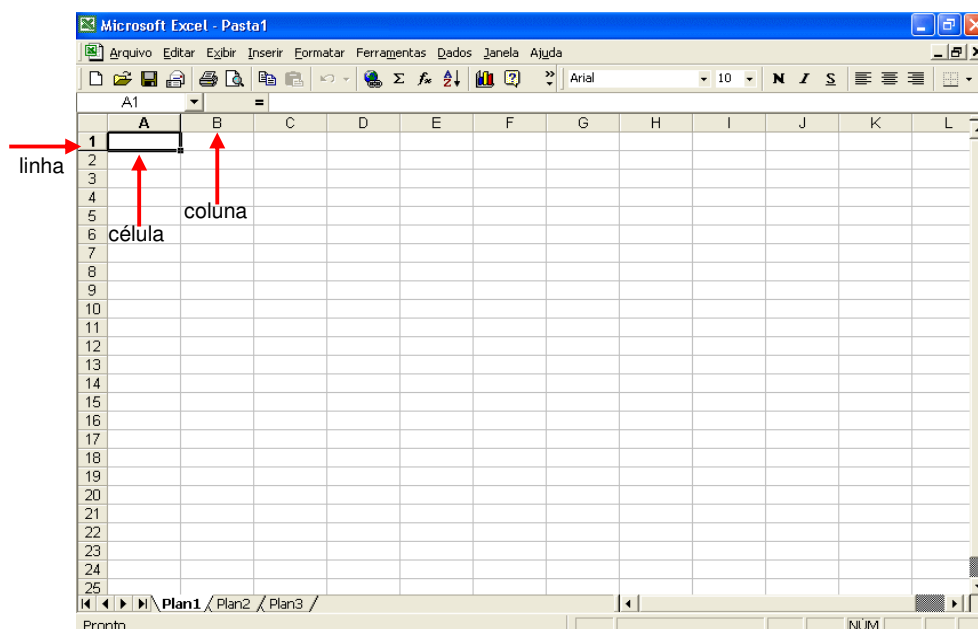 Microsoft Excel - Pasta1
Arquivo Editar Exibir Inserir Formatar Ferramentas Dados Janela Ajuda
Σ f* Arial 10 N I S
A1 =
A B C D E F G H I J K L
1
linha
2
3
4
5 coluna
6 célula
7
8
9
10
11
12
13
14
15
16
17
18
19
20
21
22
23
24
25
Plan1 Plan2 Plan3
Pronto NÚM